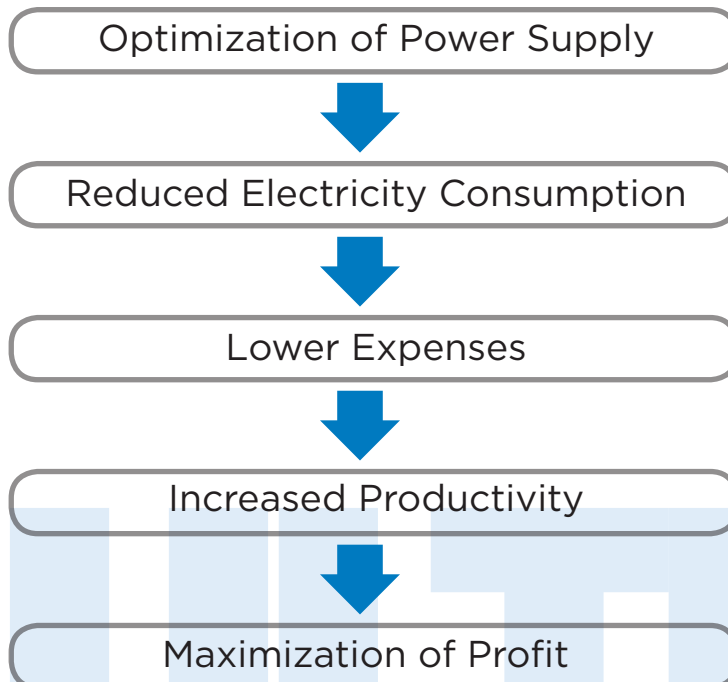 Optimization of Power Supply
Reduced Electricity Consumption
Lower Expenses
Increased Productivity
Maximization of Profit